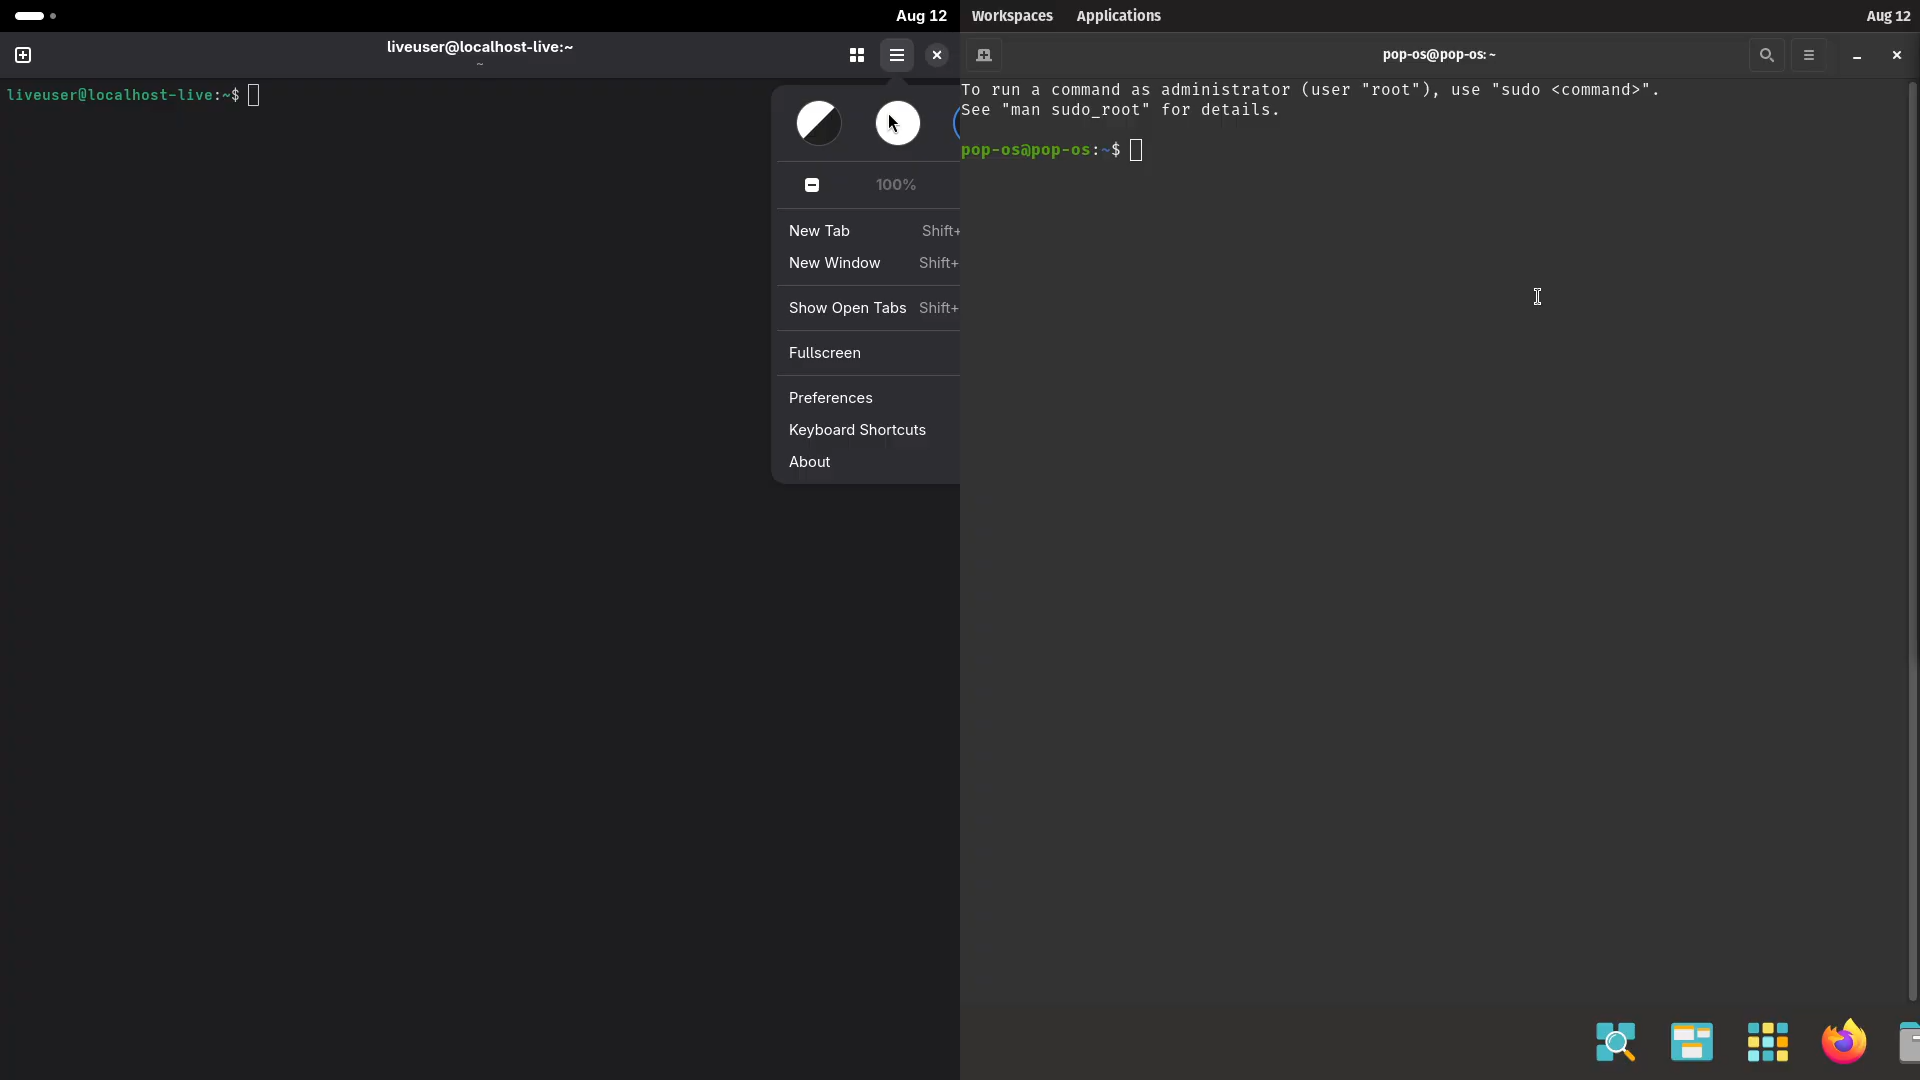 Aug 12
liveuser@localhost-live:~
~
liveuser@localhost-live:~$
100%
New Tab Shift+
New Window Shift+
Show Open Tabs Shift+
Fullscreen
Preferences
Keyboard Shortcuts
About
Workspaces Applications Aug 12
pop-os@pop-os: ~
To run a command as administrator (user "root"), use "sudo <command>".
See "man sudo_root" for details.
pop-os@pop-os:~$